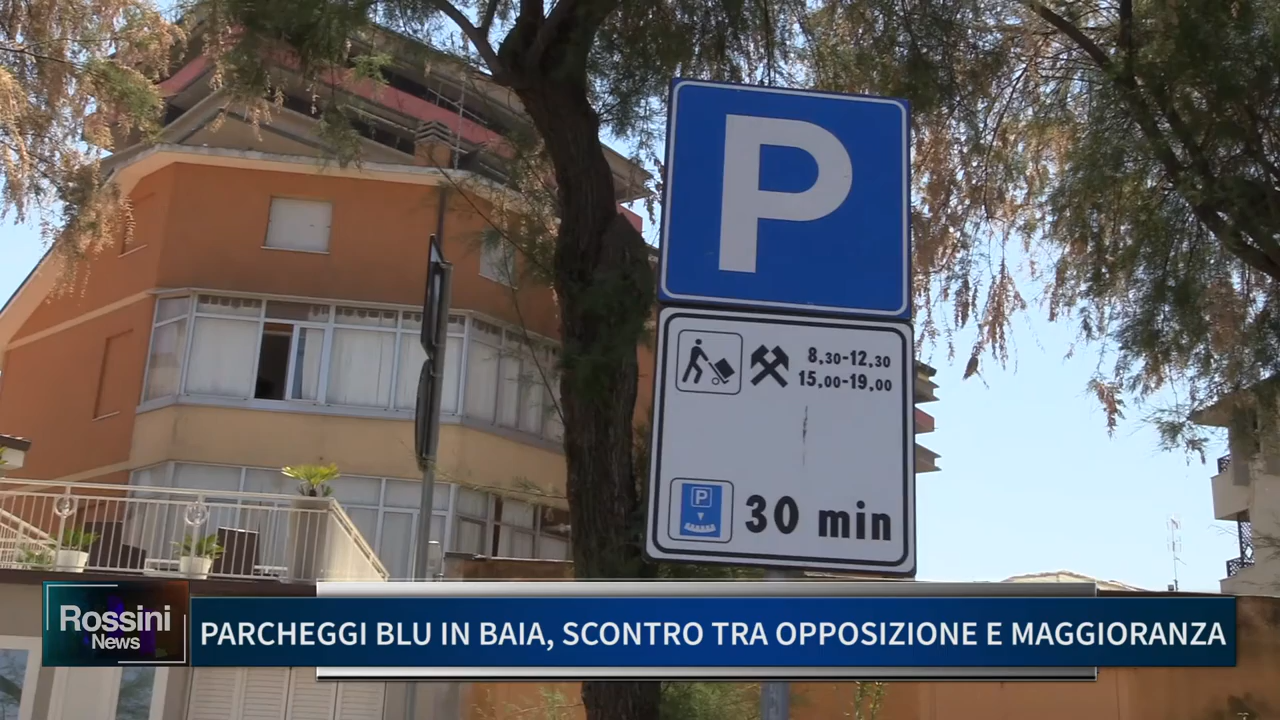 P
8,30-12,30
15,00-19,00
P
30 min
Rossini
News
PARCHEGGI BLU IN BAIA, SCONTRO TRA OPPOSIZIONE E MAGGIORANZA